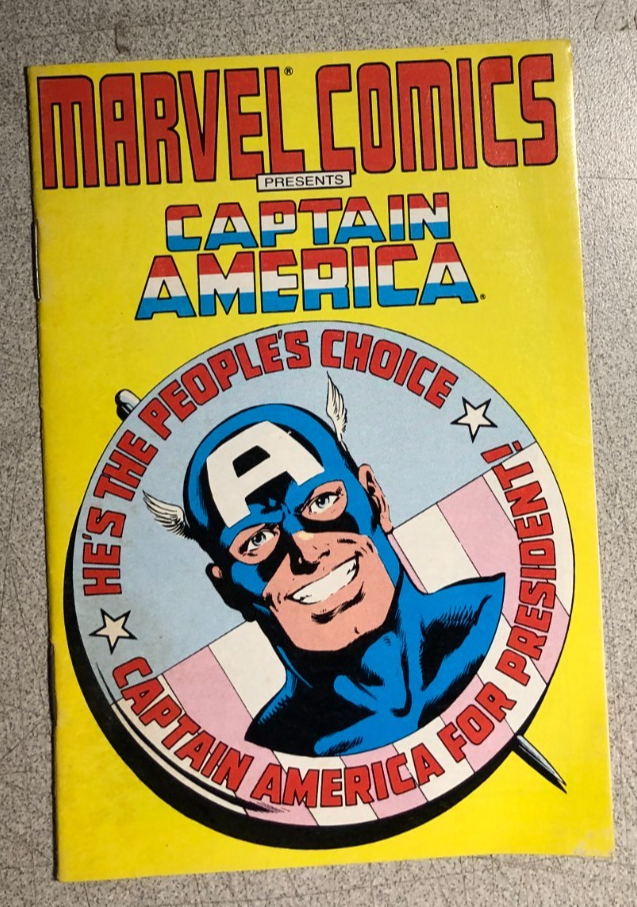 MARVEL® COMICS
PRESENTS
CAPTAIN
AMERICA®
HE'S THE PEOPLE'S CHOICE
CAPTAIN AMERICA FOR PRESIDENT!
A